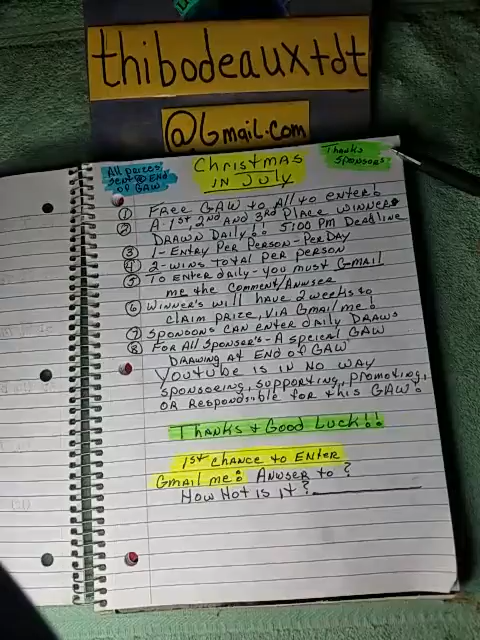 thibodeauxtdt
@Gmail.com
All prizes
sent @ END
of GAW
Christmas
IN July
Thanks
Sponsors
① Free GAW to All to enter!
② A 1st, 2nd AND 3rd Place Winners
DRAWN Daily!! 5:00 PM Deadline
③ 1-Entry Per Person-Per Day
④ 2-wins total per person
⑤ To enter daily-you must Gmail
me the comment/Anuser
⑥ Winner's will have 2 weeks to
claim prize, via Gmail me!
⑦ Sponsons can enter daily Draws
⑧ For All Sponser's-A special GAW
DRAWING at End of GAW
YouTube is in no way
sponsoring, supporting, promoting,
or responsible for this GAW!
Thanks + Good Luck!!
1st chance to Enter
Gmail me: Anuser to?
How Hot is it?